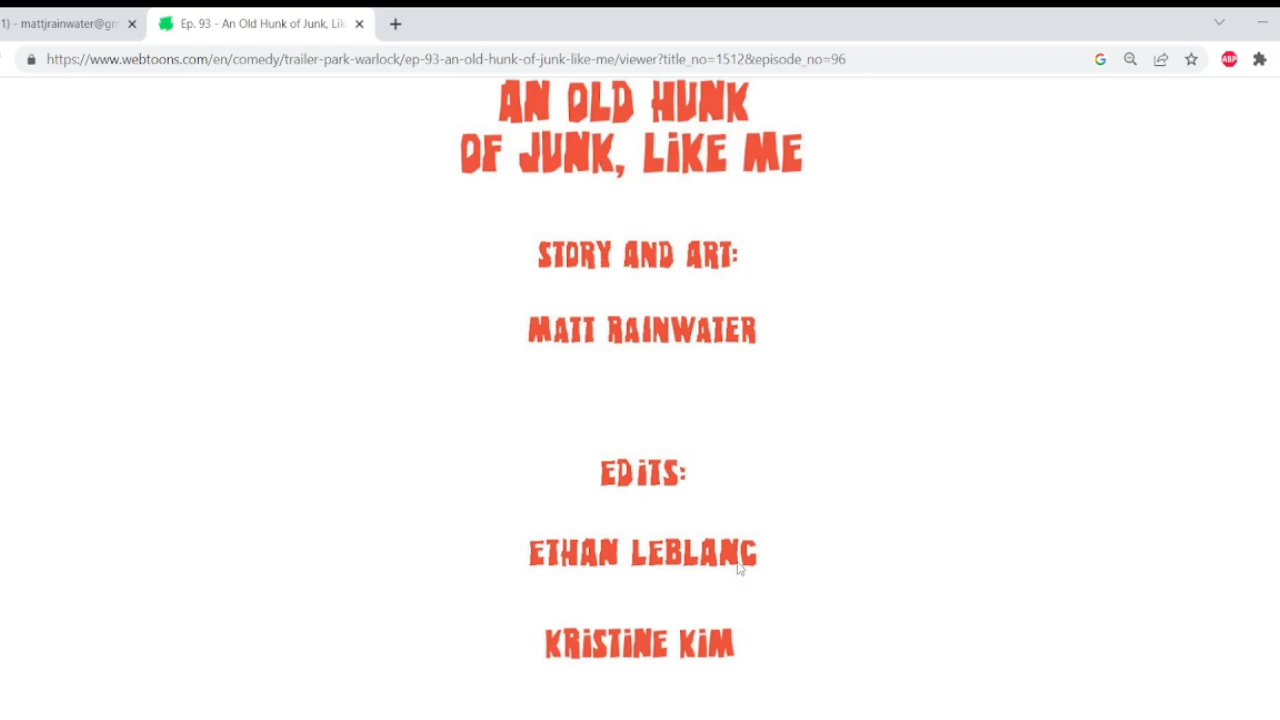 1) - mattjrainwater@gm
Ep. 93 - An Old Hunk of Junk, Lik
https://www.webtoons.com/en/comedy/trailer-park-warlock/ep-93-an-old-hunk-of-junk-like-me/viewer?title_no=1512&episode_no=96
G
ABP
AN OLD HUNK
OF JUNK, LiKE ME
STORY AND ART:
MATT RAINWATER
EDiTS:
ETHAN LEBLANC
KRiSTiNE KiM